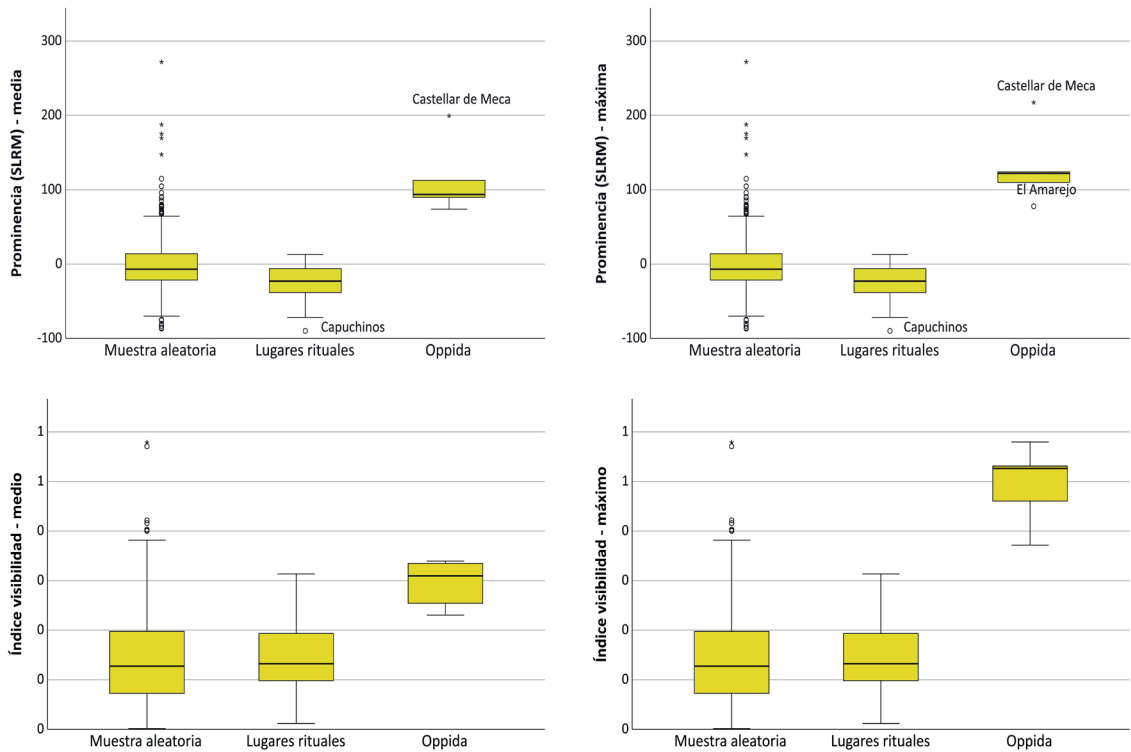 Prominencia (SLRM) - media
300
200
100
0
-100
Castellar de Meca
Capuchinos
Muestra aleatoria
Lugares rituales
Oppida
Prominencia (SLRM) - máxima
300
200
100
0
-100
Castellar de Meca
El Amarejo
Capuchinos
Muestra aleatoria
Lugares rituales
Oppida
Índice visibilidad - medio
1
1
0
0
0
0
0
Muestra aleatoria
Lugares rituales
Oppida
Índice visibilidad - máximo
1
1
0
0
0
0
0
Muestra aleatoria
Lugares rituales
Oppida